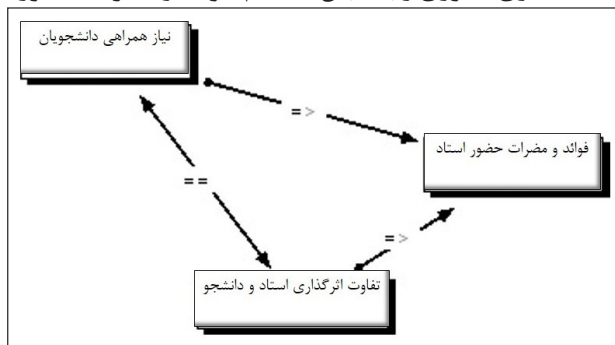 نیاز همراهی دانشجویان
=>
فوائد و مضرات حضور استاد
==
=>
تفاوت اثرگذاری استاد و دانشجو